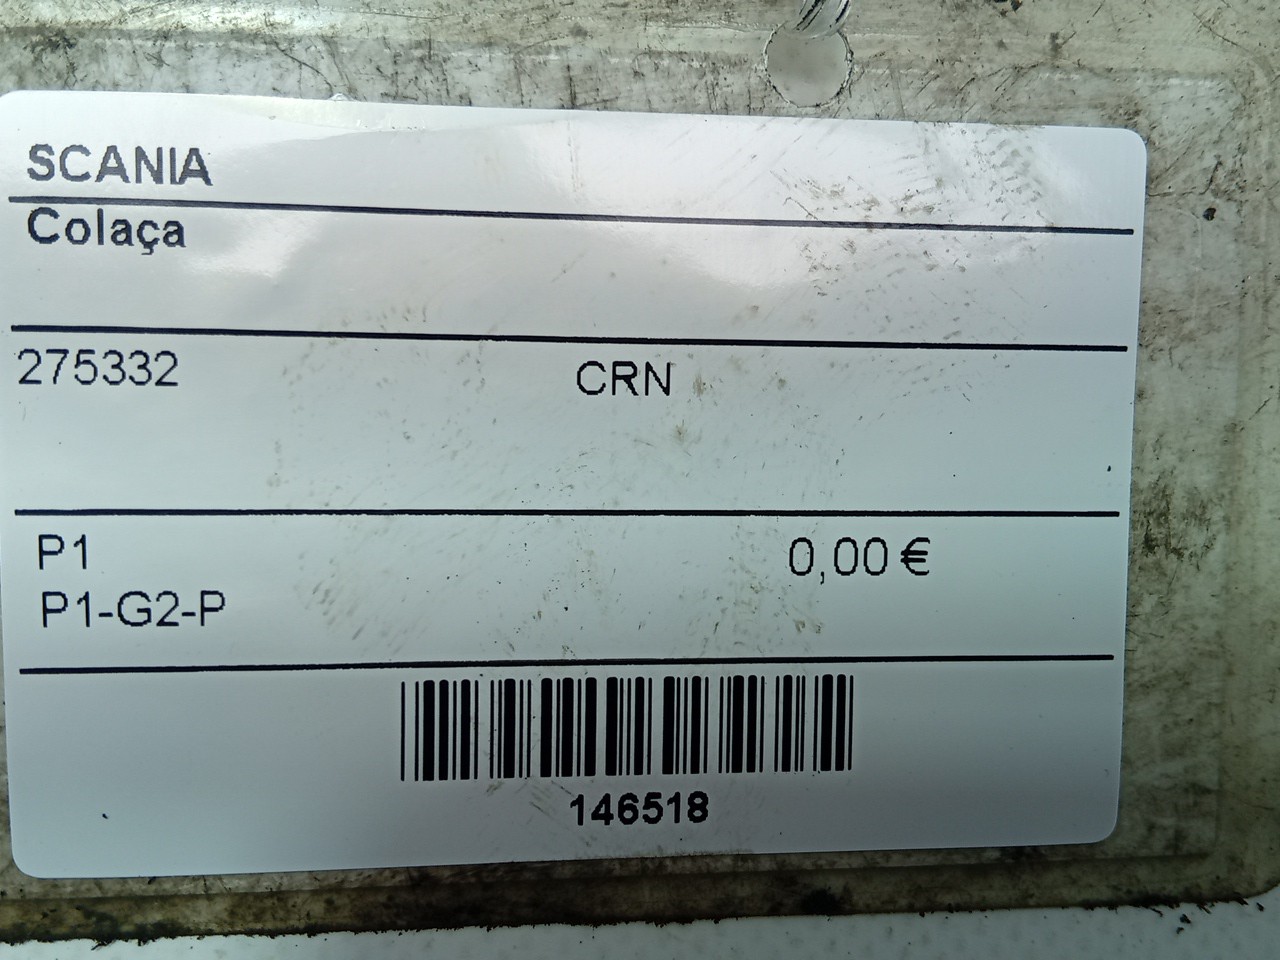 SCANIA
Colaça
275332 CRN
P1 0,00 €
P1-G2-P
146518